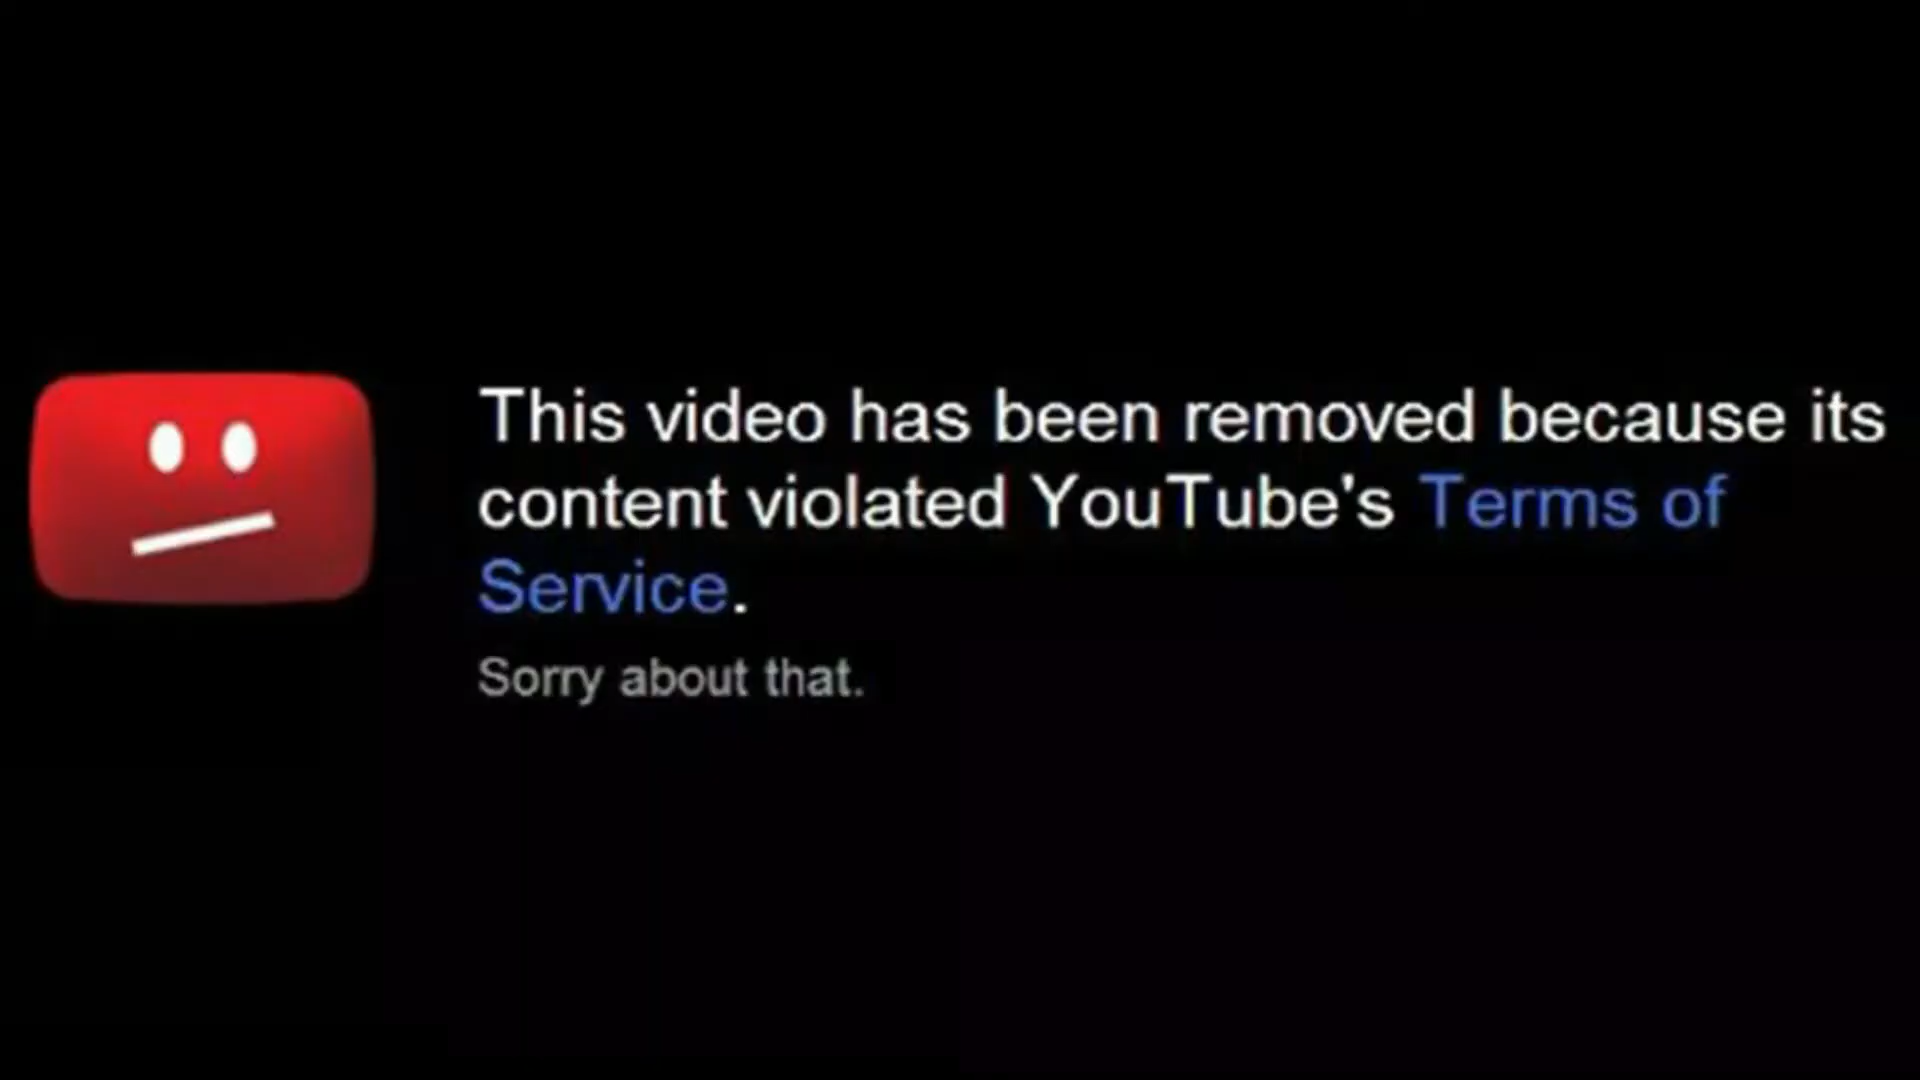 This video has been removed because its
content violated YouTube's Terms of
Service.
Sorry about that.